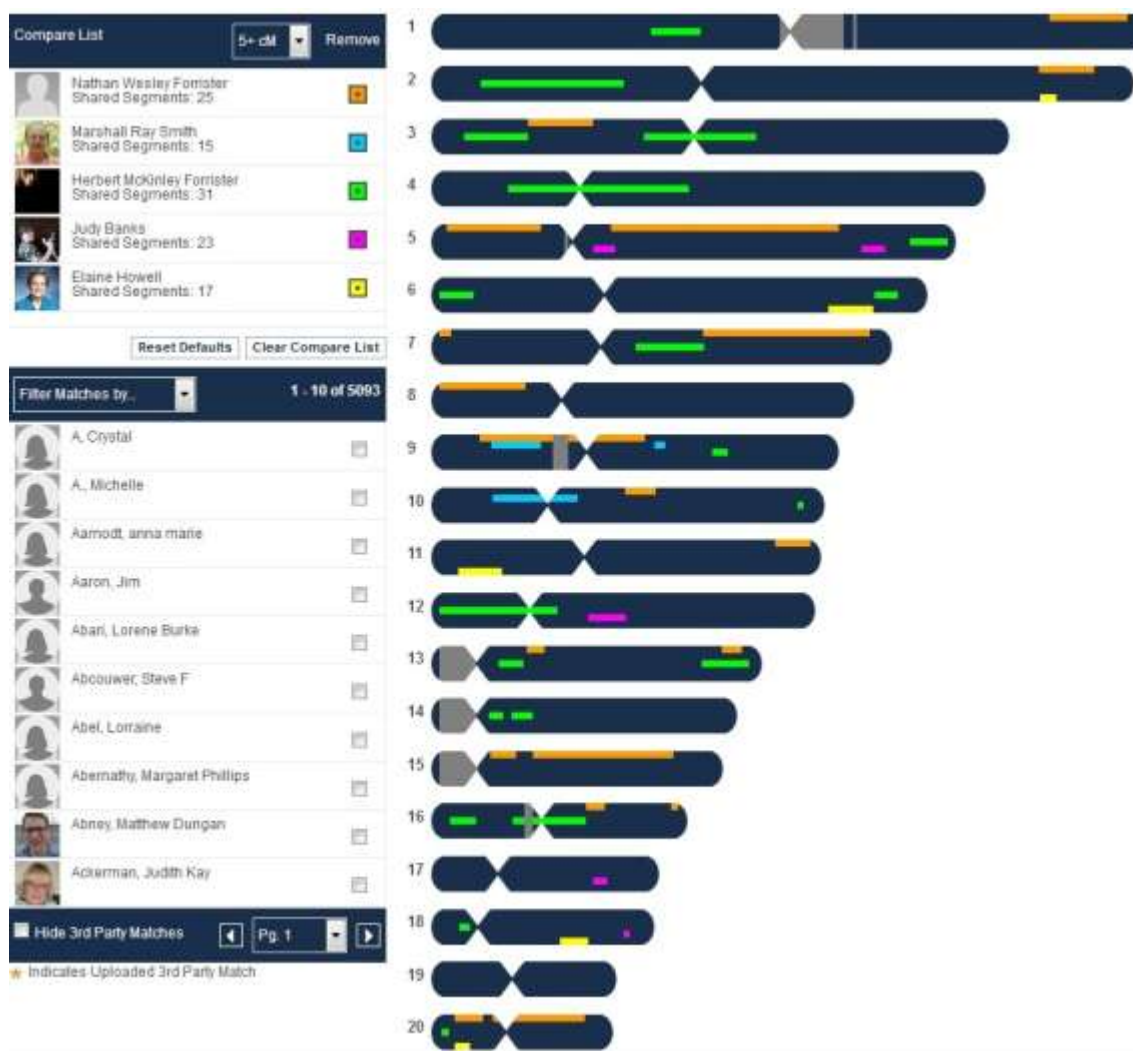 Compare List
5+ cM
Remove
Nathan Wesley Forrister
Shared Segments: 25
Marshall Ray Smith
Shared Segments: 15
Herbert McKinley Forrister
Shared Segments: 31
Judy Banks
Shared Segments: 23
Elaine Howell
Shared Segments: 17
Reset Defaults
Clear Compare List
Filter Matches by..
1 - 10 of 5093
A, Crystal
A., Michelle
Aarnodt, anna marie
Aaron, Jim
Abari, Lorene Burke
Abcouwer, Steve F
Abel, Lorraine
Abernathy, Margaret Phillips
Abney, Matthew Dungan
Ackerman, Judith Kay
Hide 3rd Party Matches
Pg. 1
Indicates Uploaded 3rd Party Match
1
2
3
4
5
6
7
8
9
10
11
12
13
14
15
16
17
18
19
20